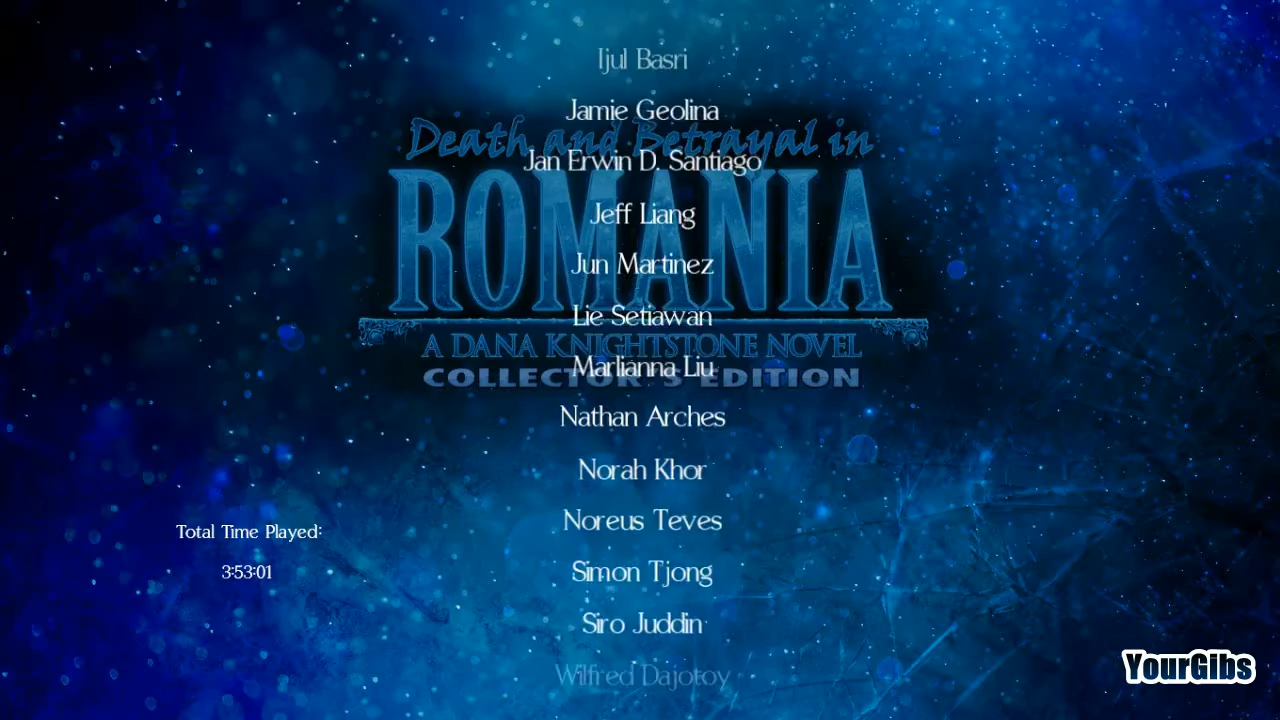 Ijul Basri
Jamie Geolina
Death and Betrayal in
Jan Erwin D. Santiago
ROMANIA
Jeff Liang
Jun Martinez
Lie Setiawan
A DANA KNIGHTSTONE NOVEL
Marlianna Liu
COLLECTOR'S EDITION
Nathan Arches
Norah Khor
Noreus Teves
Total Time Played:
3:53:01
Simon Tjong
Siro Juddin
Wilfred Dajotoy
YourGibs